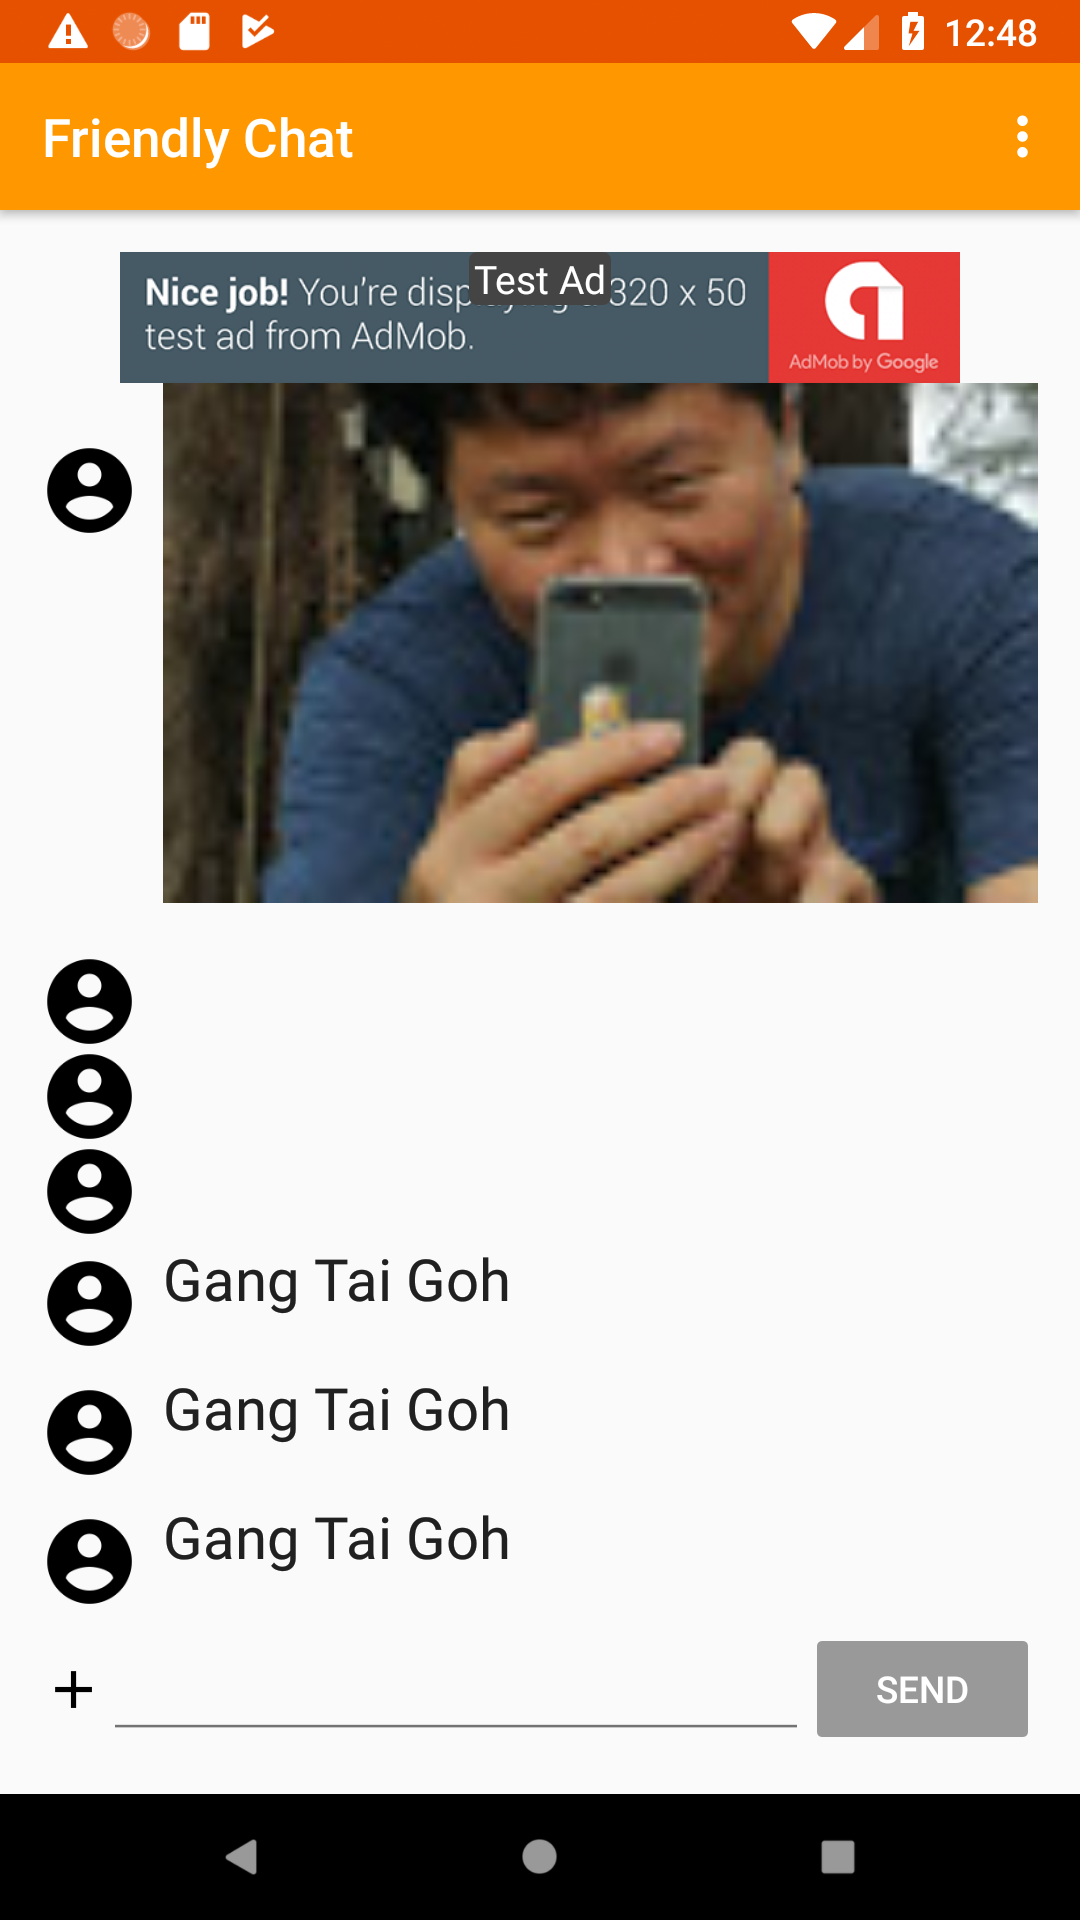 12:48
Friendly Chat
Nice job! You're disp 320 x 50
Test Ad
test ad from AdMob.
AdMob by Google
Gang Tai Goh
Gang Tai Goh
Gang Tai Goh
SEND